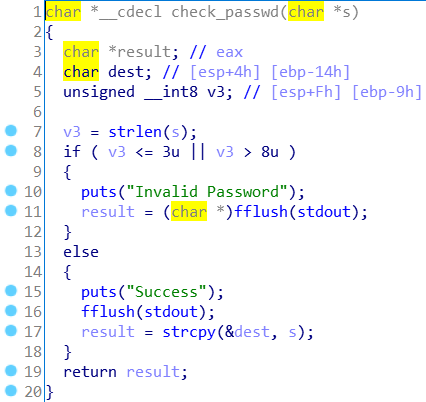 1 char *__cdecl check_passwd(char *s)
2 {
3 char *result; // eax
4 char dest; // [esp+4h] [ebp-14h]
5 unsigned __int8 v3; // [esp+Fh] [ebp-9h]
6
7 v3 = strlen(s);
8 if ( v3 <= 3u || v3 > 8u )
9 {
10 puts("Invalid Password");
11 result = (char *)fflush(stdout);
12 }
13 else
14 {
15 puts("Success");
16 fflush(stdout);
17 result = strcpy(&dest, s);
18 }
19 return result;
20 }